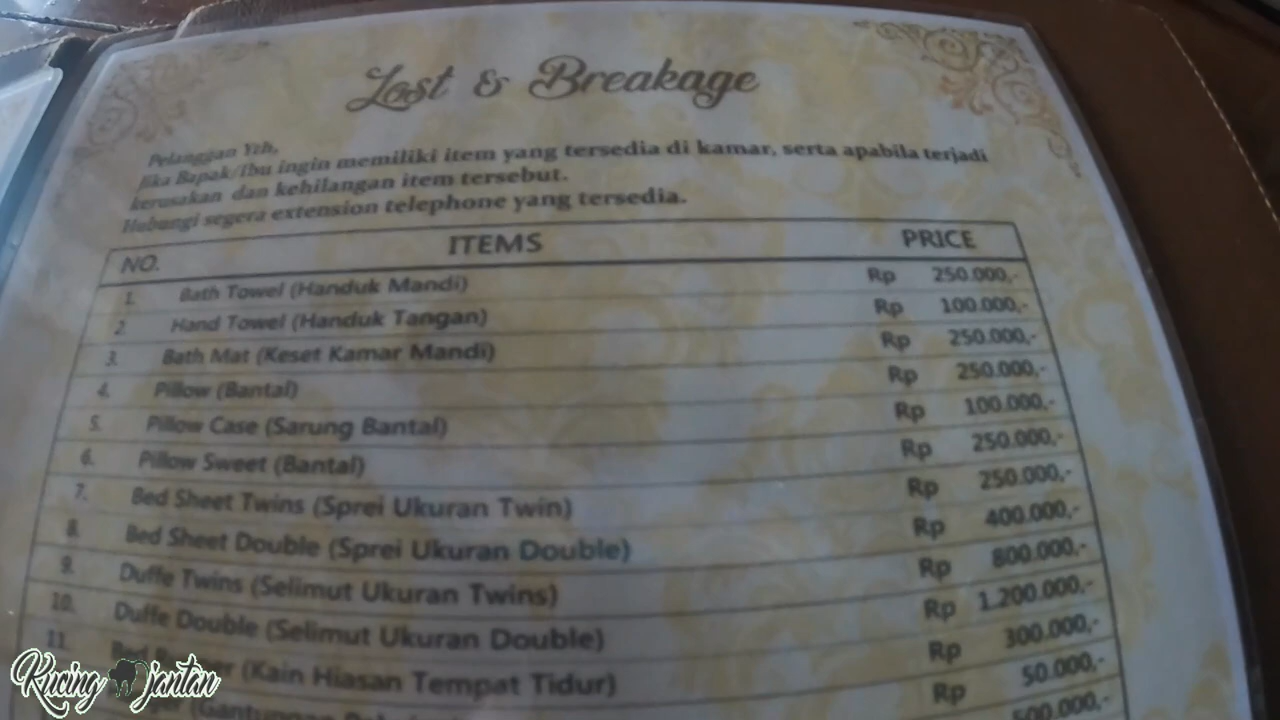 Lost & Breakage
Pelanggan Yth,
Jika Bapak/Ibu ingin memiliki item yang tersedia di kamar, serta apabila terjadi
kerusakan dan kehilangan item tersebut.
Hubungi segera extension telephone yang tersedia.
NO. ITEMS PRICE
1. Bath Towel (Handuk Mandi) Rp 250.000,-
2. Hand Towel (Handuk Tangan) Rp 100.000,-
3. Bath Mat (Keset Kamar Mandi) Rp 250.000,-
4. Pillow (Bantal) Rp 250.000,-
5. Pillow Case (Sarung Bantal) Rp 100.000,-
6. Pillow Sweet (Bantal) Rp 250.000,-
7. Bed Sheet Twins (Sprei Ukuran Twin) Rp 250.000,-
8. Bed Sheet Double (Sprei Ukuran Double) Rp 400.000,-
9. Duffe Twins (Selimut Ukuran Twins) Rp 800.000,-
10. Duffe Double (Selimut Ukuran Double) Rp 1.200.000,-
11. Bed (Kain Hiasan Tempat Tidur) Rp 300.000,-
(Gantungan Rp 50.000,-
500.000,-
Kucing jantan